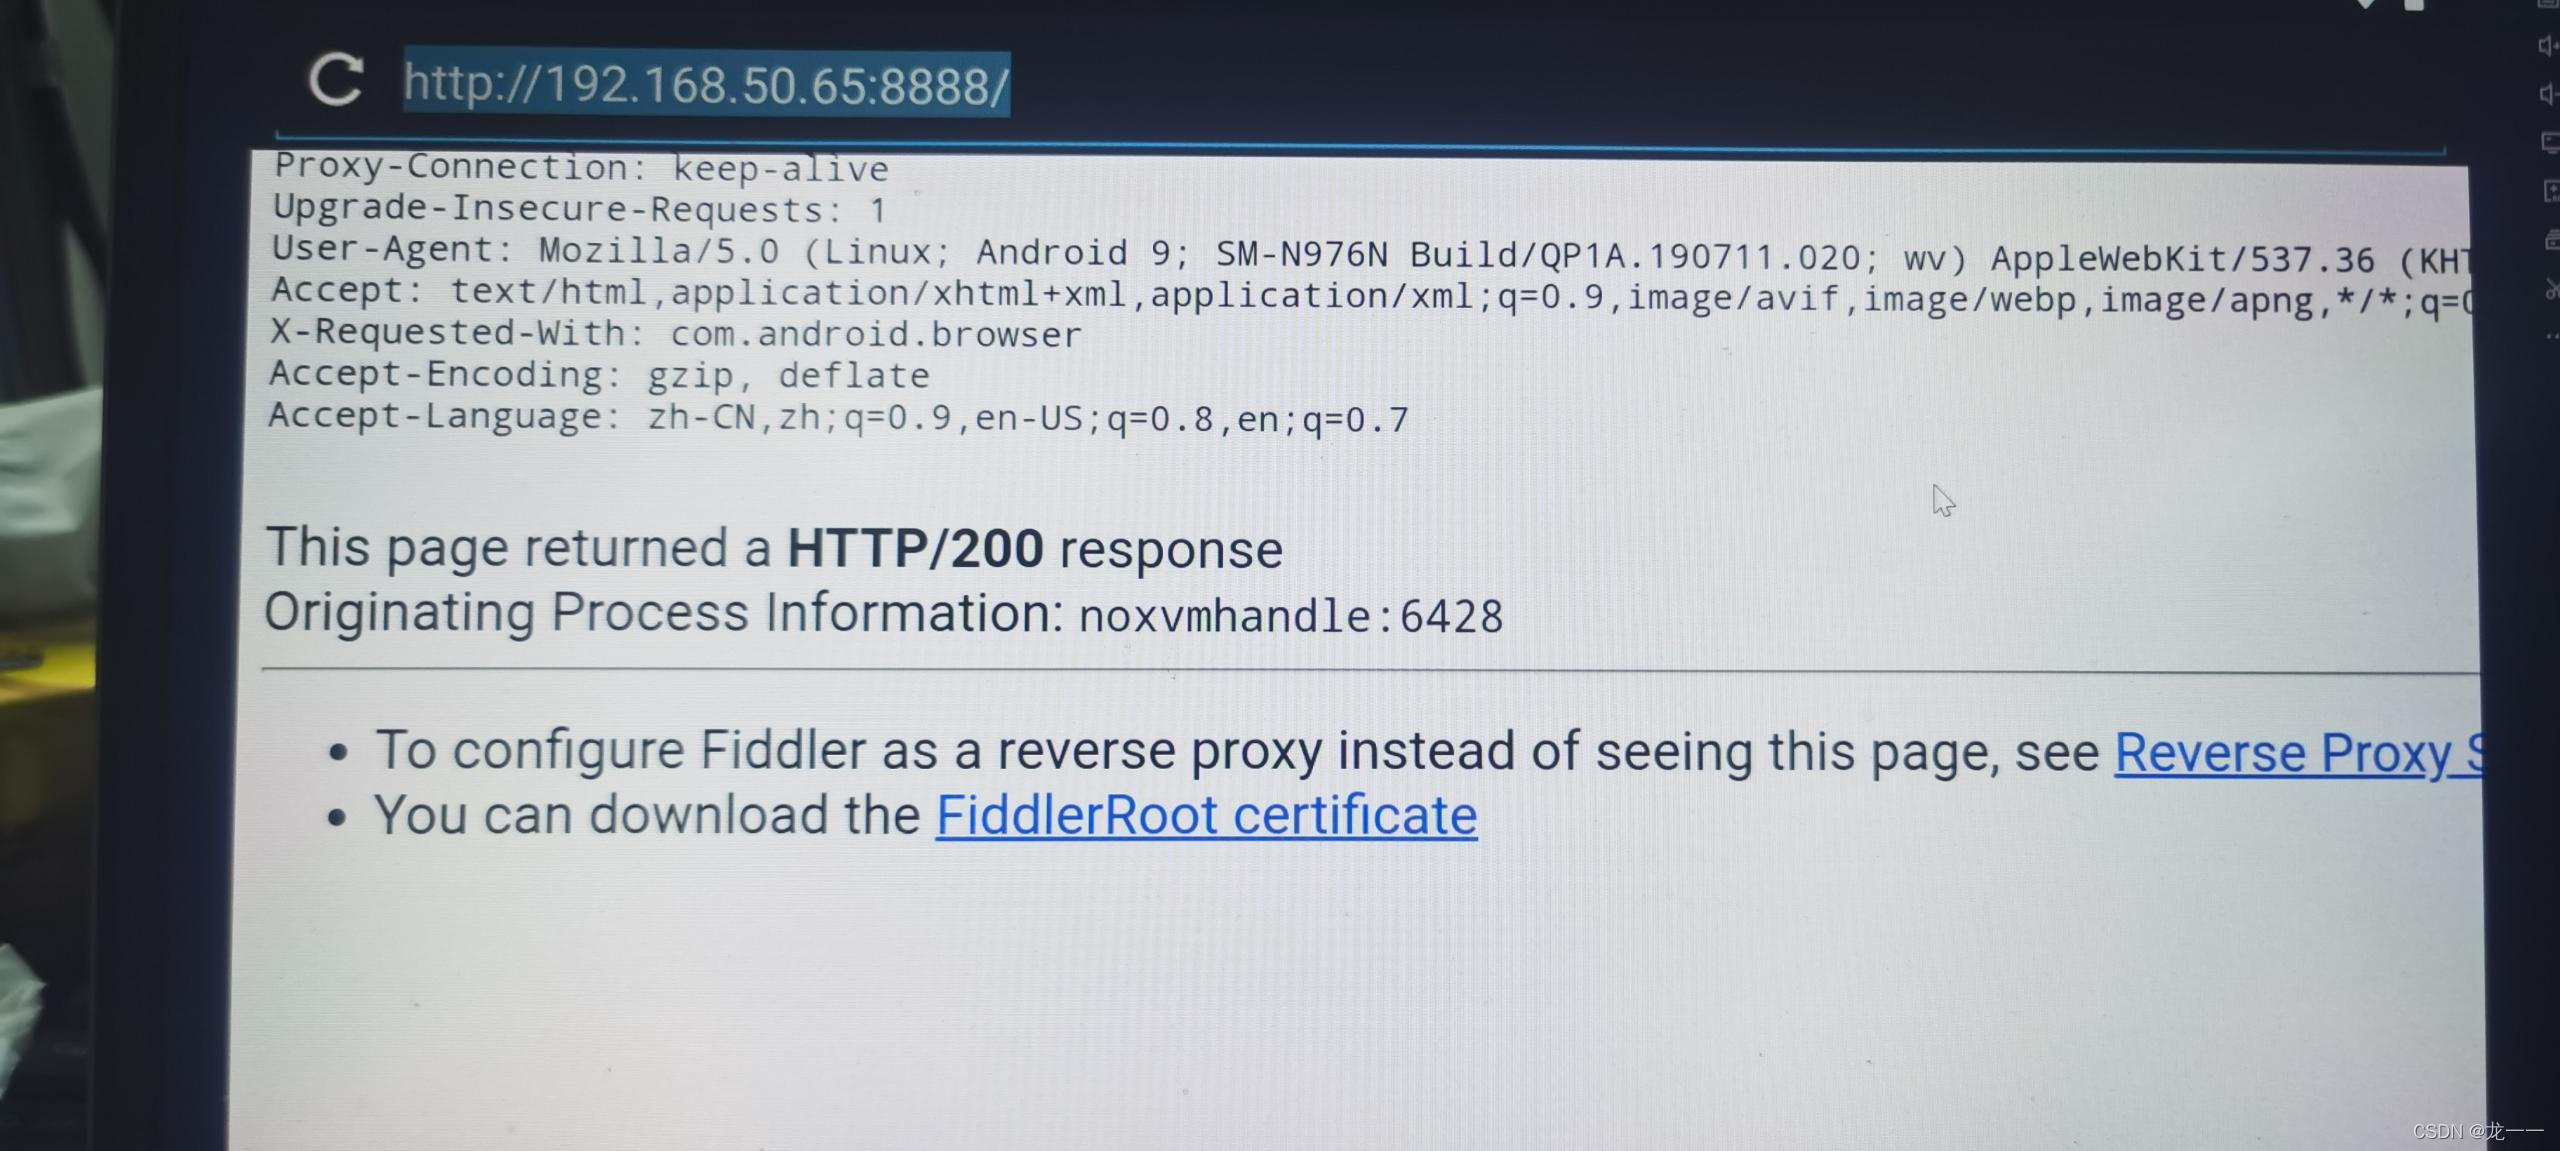 http://192.168.50.65:8888/
Proxy-Connection: keep-alive
Upgrade-Insecure-Requests: 1
User-Agent: Mozilla/5.0 (Linux; Android 9; SM-N976N Build/QP1A.190711.020; wv) AppleWebKit/537.36 (KHT
Accept: text/html,application/xhtml+xml,application/xml;q=0.9,image/avif,image/webp,image/apng,*/*;q=0
X-Requested-With: com.android.browser
Accept-Encoding: gzip, deflate
Accept-Language: zh-CN,zh;q=0.9,en-US;q=0.8,en;q=0.7
This page returned a HTTP/200 response
Originating Process Information: noxvmhandle:6428
• To configure Fiddler as a reverse proxy instead of seeing this page, see Reverse Proxy S
• You can download the FiddlerRoot certificate
CSDN @龙一一